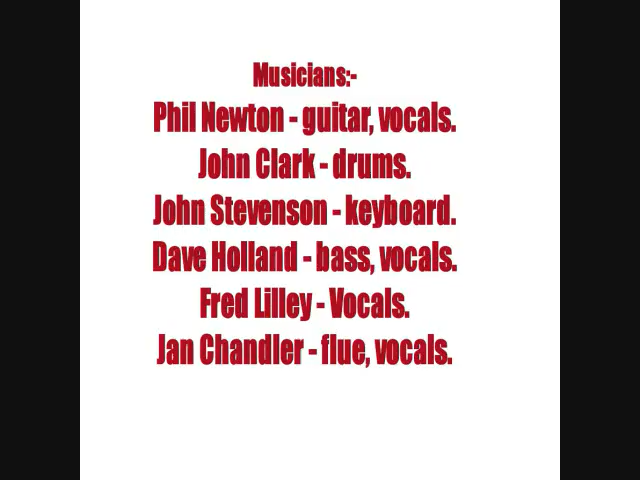 Musicians:-
Phil Newton - guitar, vocals.
John Clark - drums.
John Stevenson - keyboard.
Dave Holland - bass, vocals.
Fred Lilley - Vocals.
Jan Chandler - flue, vocals.